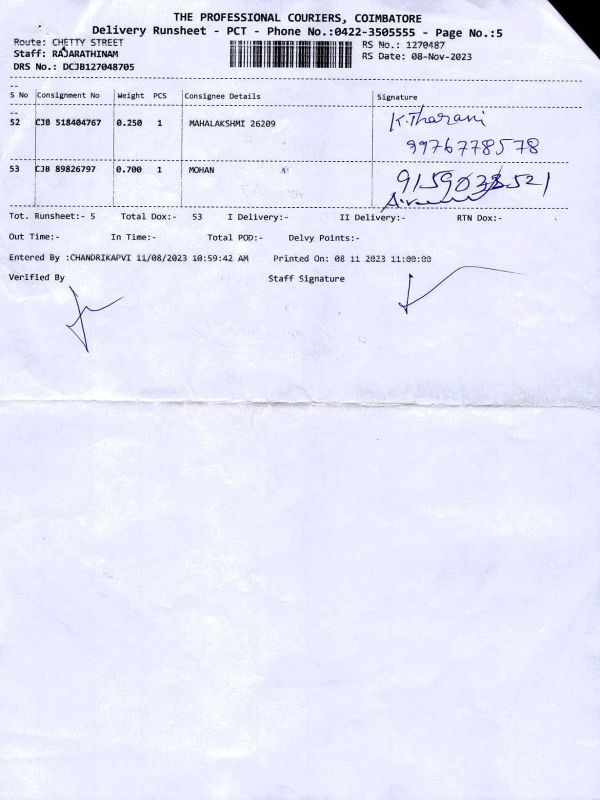 THE PROFESSIONAL COURIERS, COIMBATORE
Delivery Runsheet - PCT - Phone No.:0422-3505555 - Page No.:5
Route: CHETTY STREET
RS No.: 1270487
Staff: RAJARATHINAM
RS Date: 08-Nov-2023
DRS No.: DCJB127048705
S No Consignment No Weight PCS Consignee Details Signature
52 CJB 518404767 0.250 1 MAHALAKSHMI 26209 K.Tharani
9976778578
53 CJB 89826797 0.700 1 MOHAN
Tot. Runsheet:- 5 Total Dox:- 53 I Delivery:- II Delivery:- RTN Dox:-
Out Time:- In Time:- Total POD:- Delvy Points:-
Entered By :CHANDRIKAPVI 11/08/2023 10:59:42 AM Printed On: 08 11 2023 11:00:00
Verified By Staff Signature